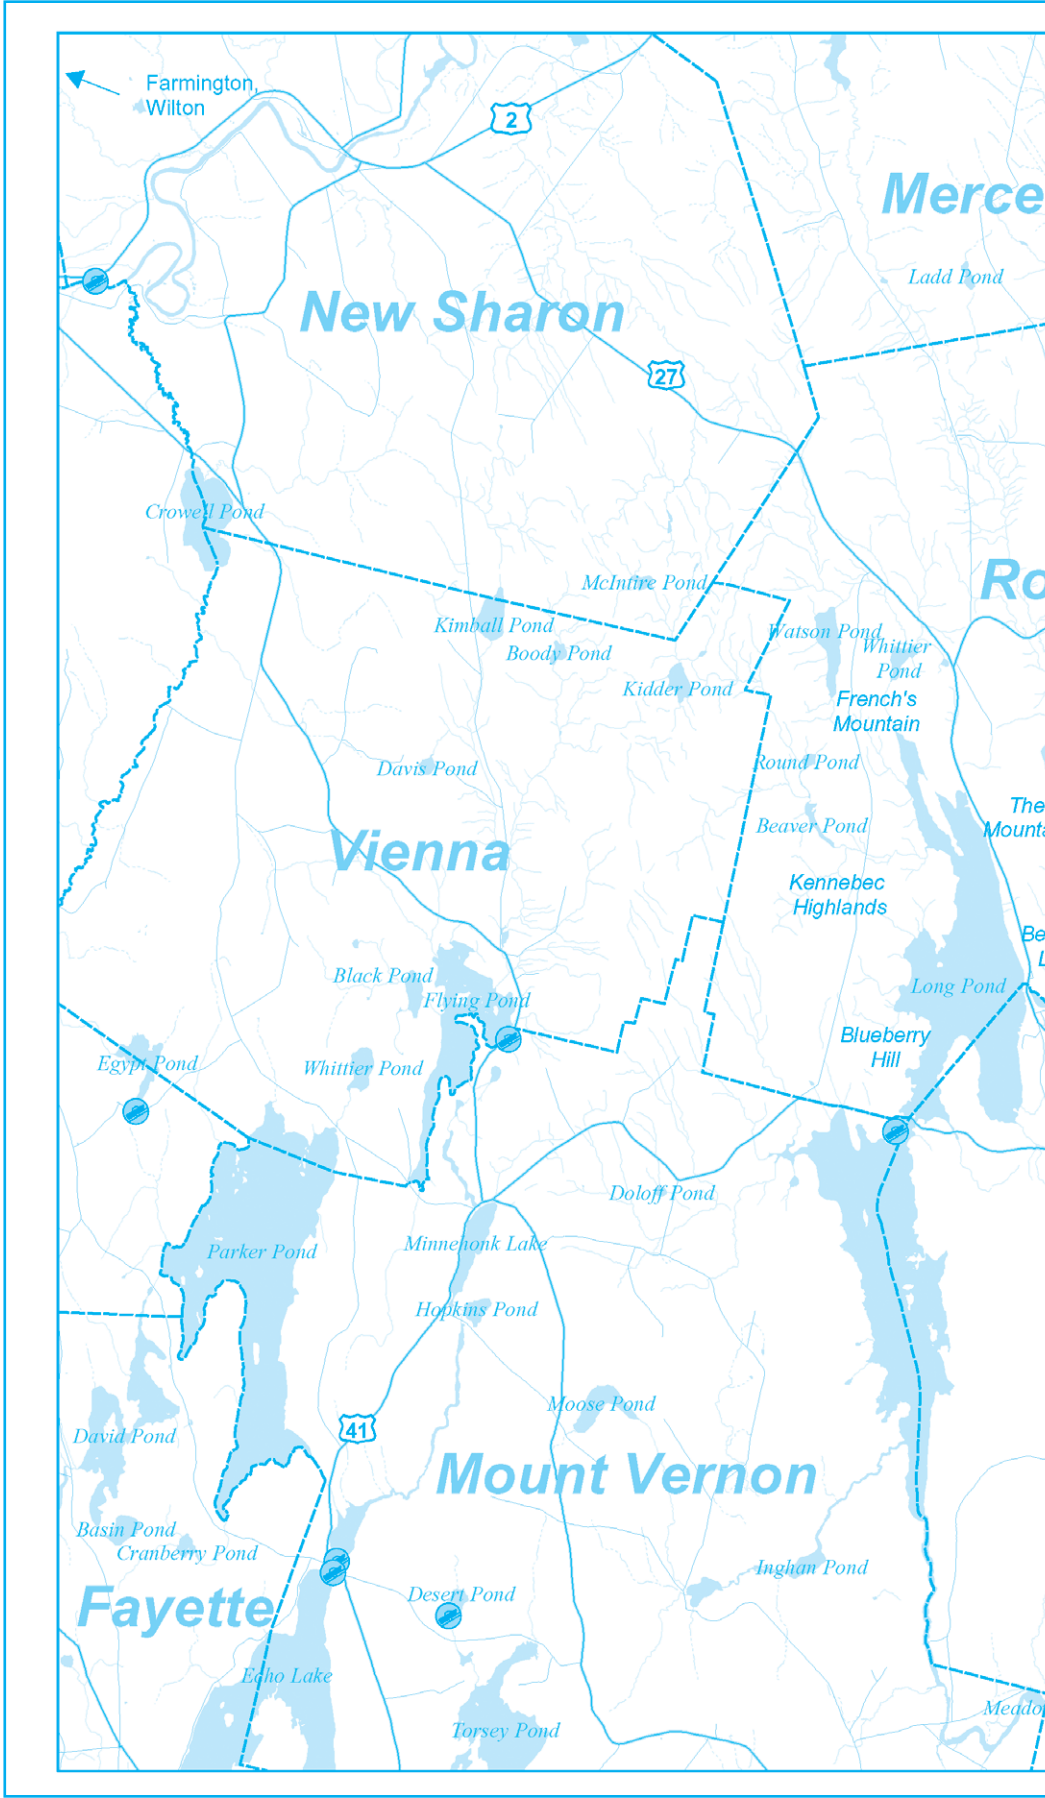 Farmington,
Wilton
2
Merce
Ladd Pond
New Sharon
27
Crowell Pond
McIntire Pond
Ro
Kimball Pond
Watson Pond
Boody Pond
Whittier
Pond
Kidder Pond
French's
Mountain
Davis Pond
Round Pond
The
Mounta
Beaver Pond
Vienna
Kennebec
Highlands
Be
L
Black Pond
Long Pond
Flying Pond
Blueberry
Hill
Egypt Pond
Whittier Pond
Doloff Pond
Minnehonk Lake
Parker Pond
Hopkins Pond
Moose Pond
41
David Pond
Mount Vernon
Basin Pond
Cranberry Pond
Inghan Pond
Desert Pond
Fayette
Echo Lake
Meado
Torsey Pond